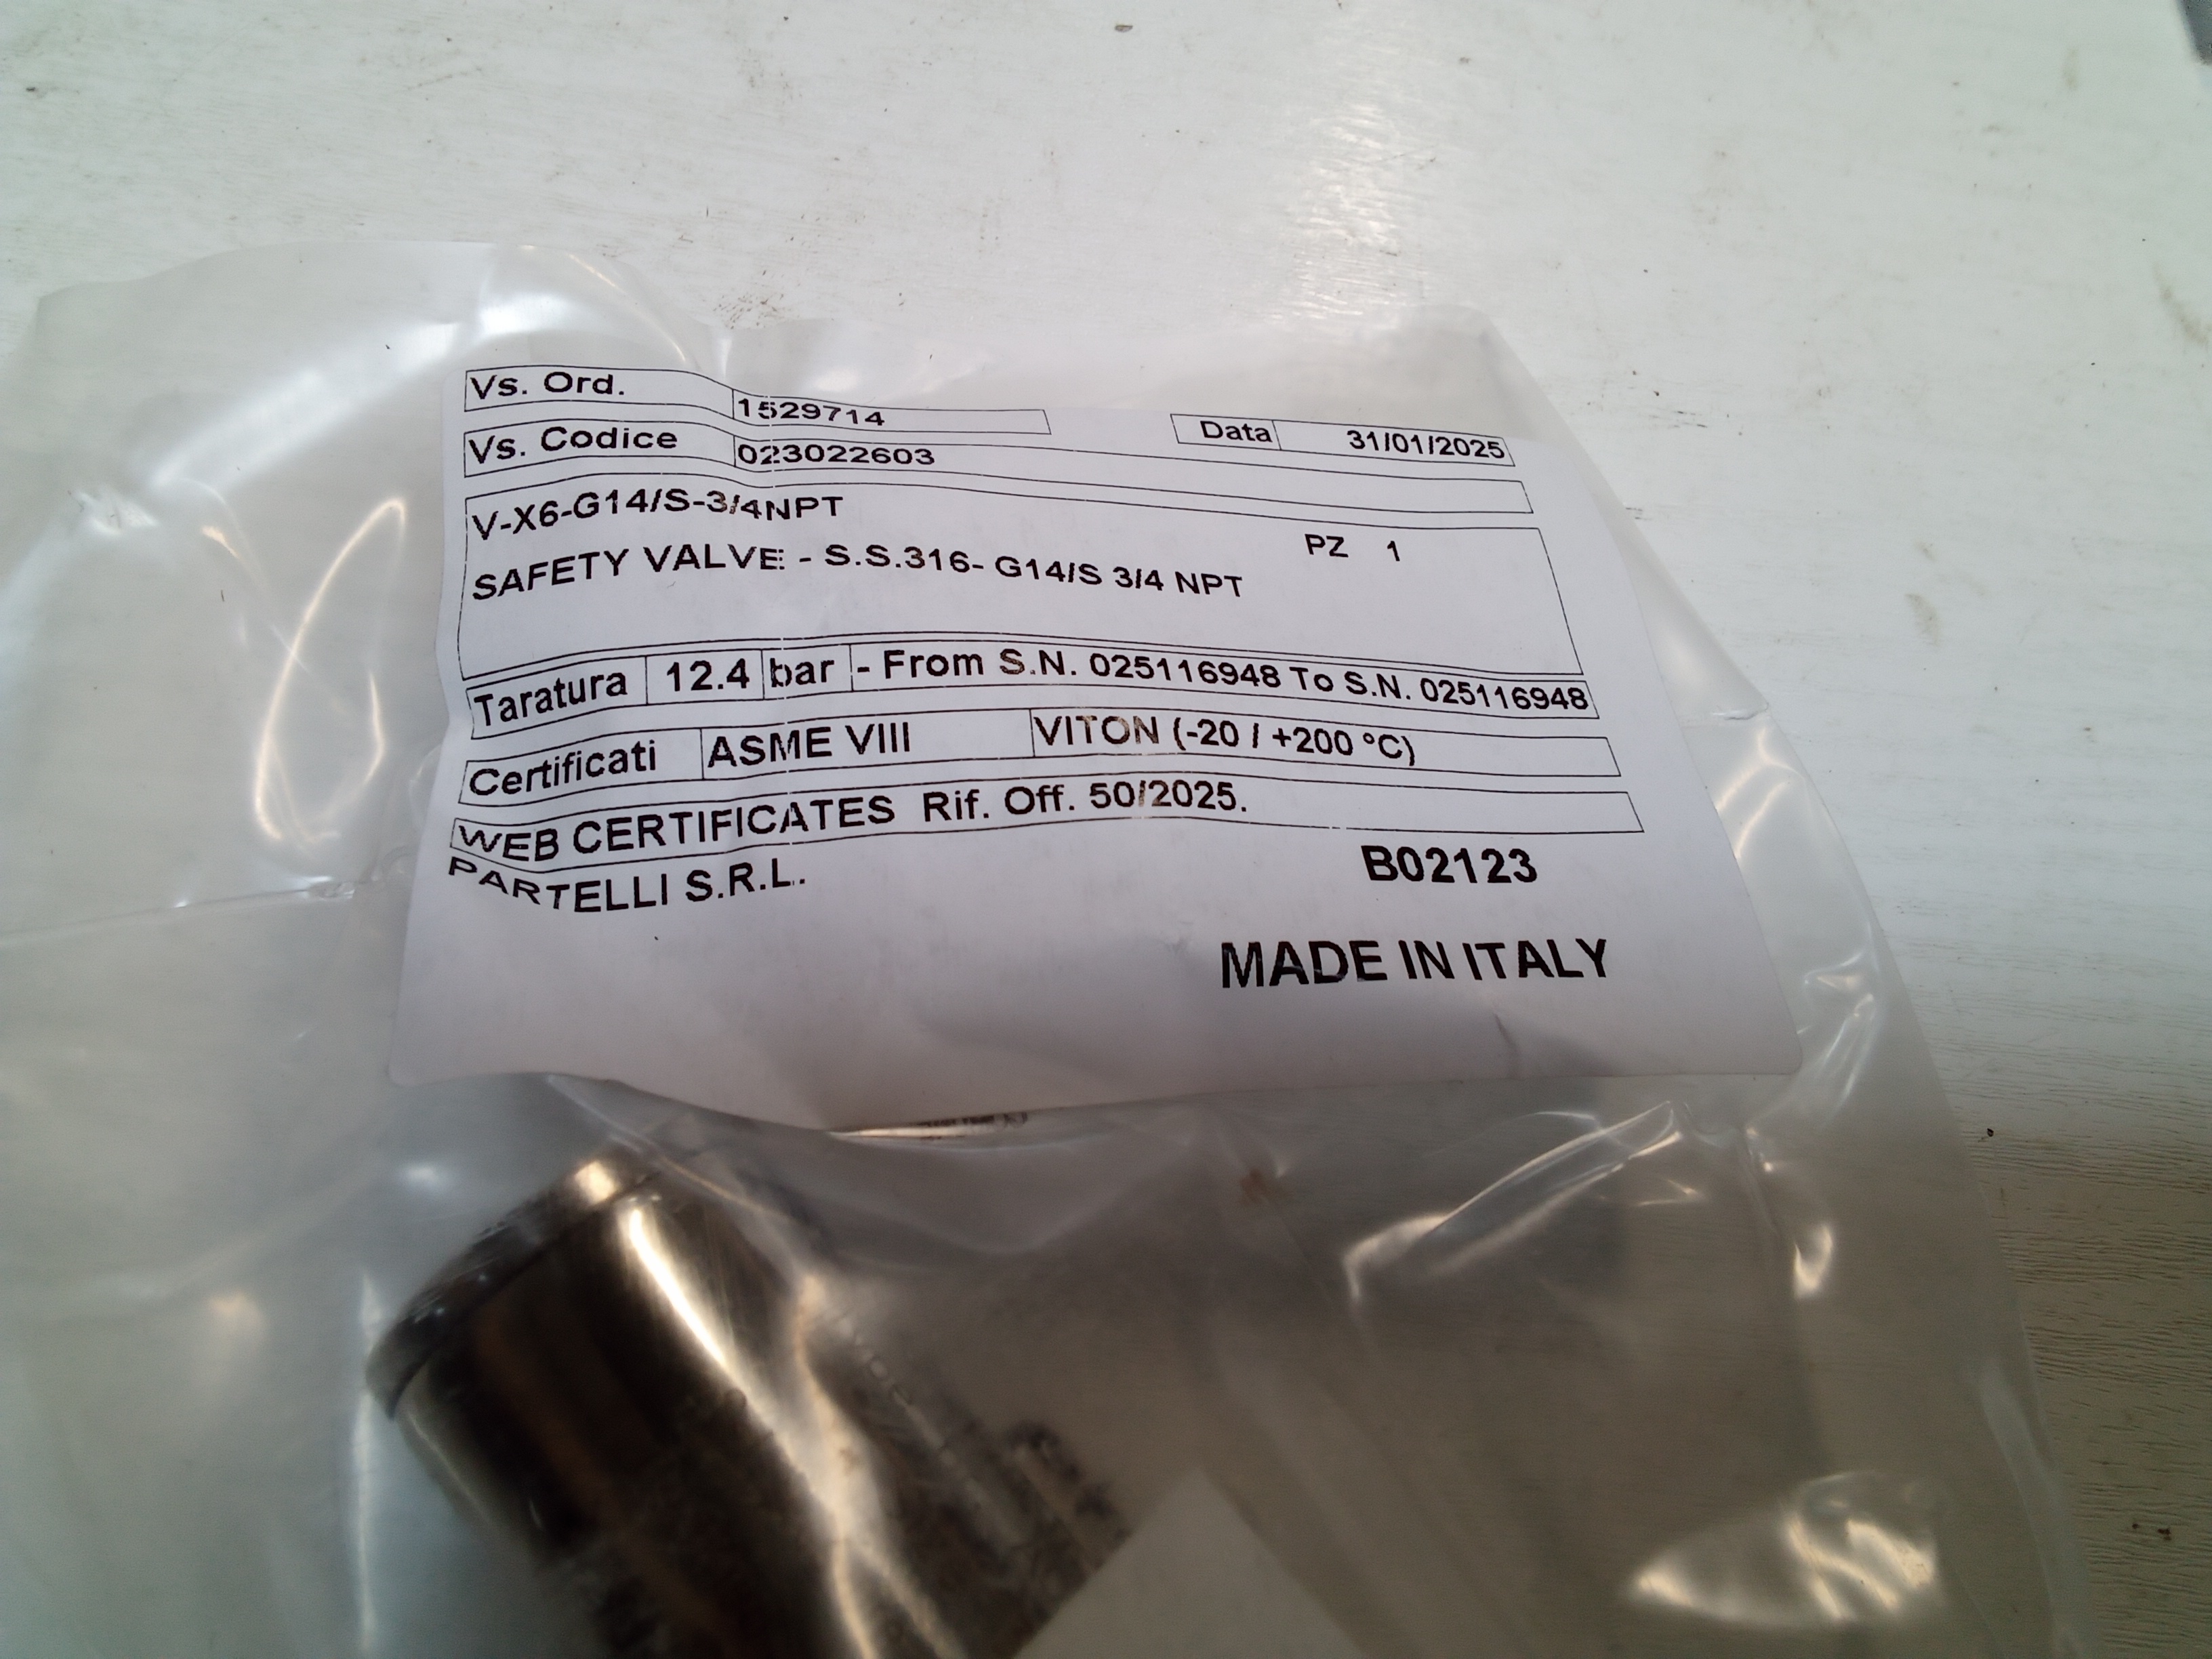 Vs. Ord. 1529714
Data 31/01/2025
Vs. Codice 023022603
V-X6-G14/S-3/4NPT
PZ 1
SAFETY VALVE - S.S.316- G14/S 3/4 NPT
Taratura 12.4 bar - From S.N. 025116948 To S.N. 025116948
Certificati ASME VIII VITON (-20 / +200 °C)
WEB CERTIFICATES Rif. Off. 50/2025.
PARTELLI S.R.L.
B02123
MADE IN ITALY